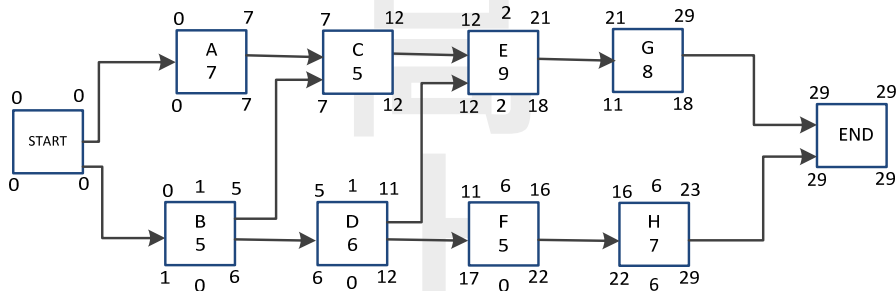 0 7 7 12 12 2 21 21 29
A C E G
7 5 9 8
0 7 7 12 12 2 18 11 18
0 0 29 29
START END
0 0 29 29
0 1 5 5 1 11 11 6 16 16 6 23
B D F H
5 6 5 7
1 0 6 6 0 12 17 0 22 22 6 29